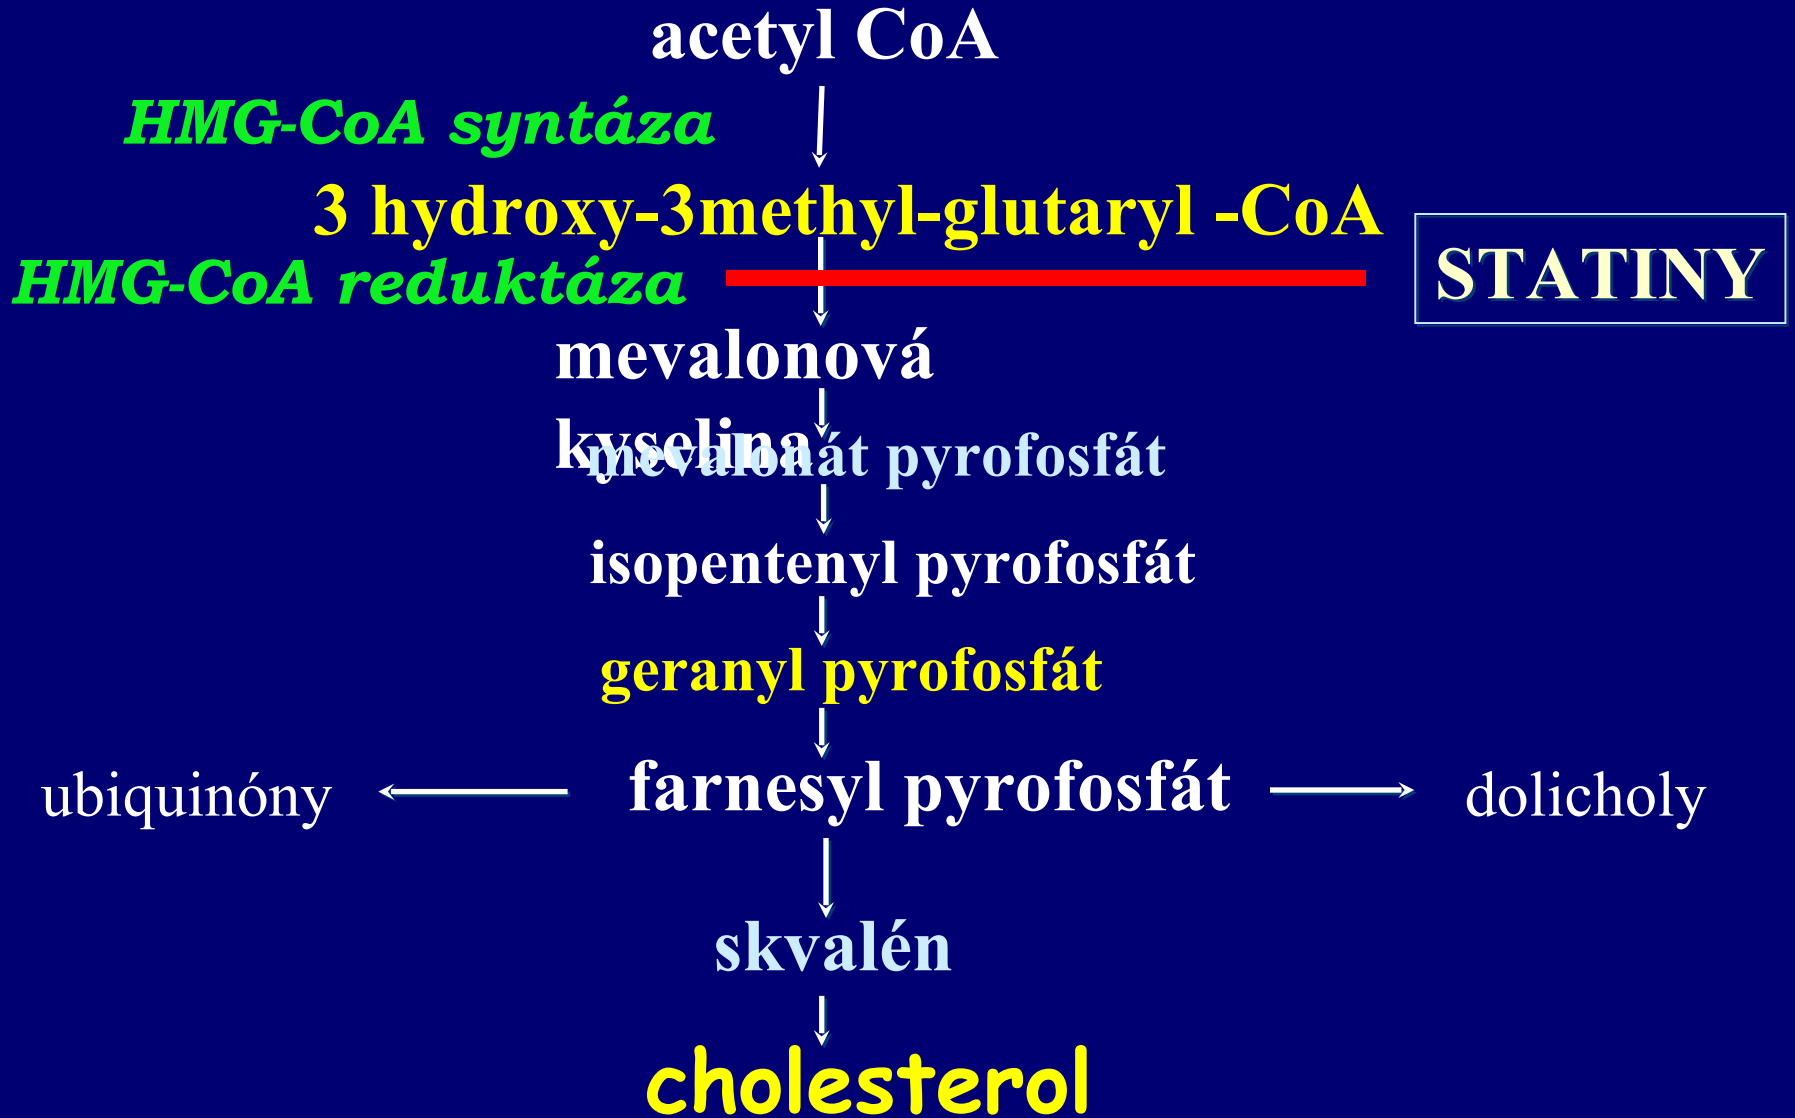 acetyl CoA
HMG-CoA syntáza
3 hydroxy-3methyl-glutaryl -CoA
STATINY
HMG-CoA reduktáza
mevalonová
kyselina
mevalonát pyrofosfát
isopentenyl pyrofosfát
geranyl pyrofosfát
ubiquinóny
farnesyl pyrofosfát
dolicholy
skvalén
cholesterol